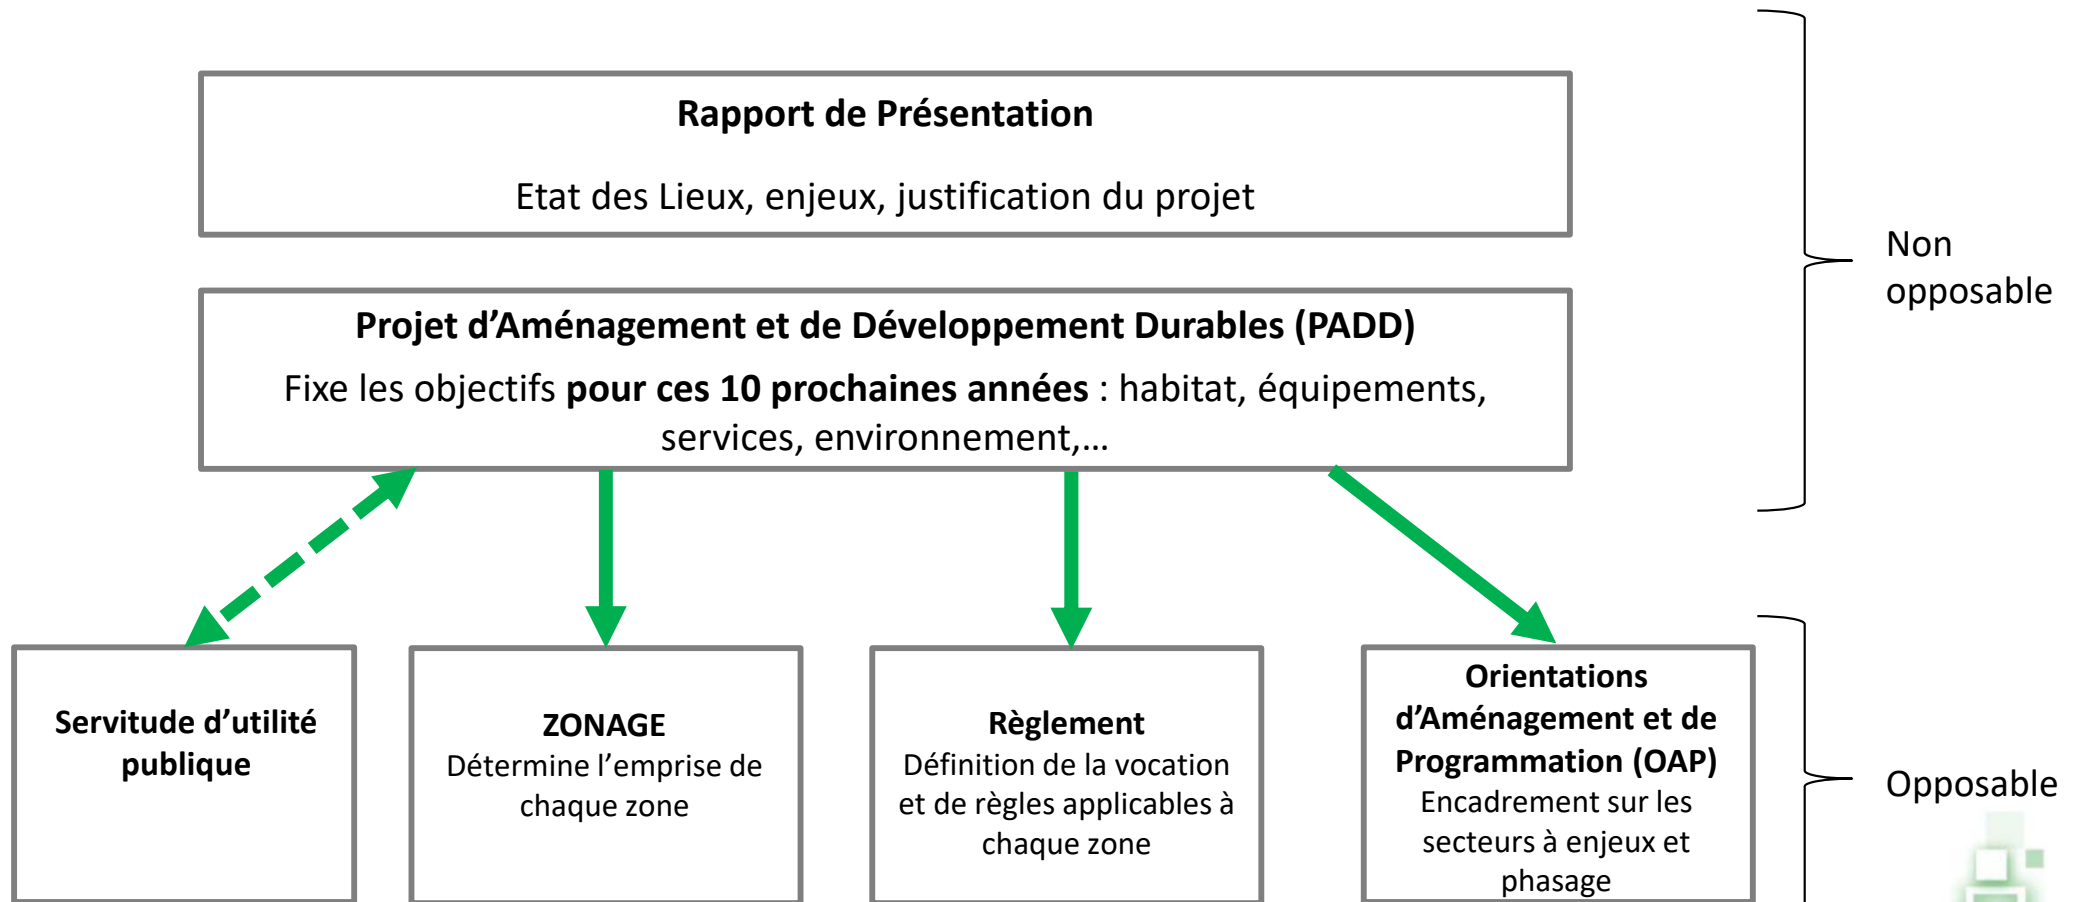 Rapport de Présentation
Etat des Lieux, enjeux, justification du projet
Non
opposable
Projet d’Aménagement et de Développement Durables (PADD)
Fixe les objectifs pour ces 10 prochaines années : habitat, équipements,
services, environnement,…
Servitude d’utilité
publique
ZONAGE
Détermine l’emprise de
chaque zone
Règlement
Définition de la vocation
et de règles applicables à
chaque zone
Orientations
d’Aménagement et de
Programmation (OAP)
Encadrement sur les
secteurs à enjeux et
phasage
Opposable